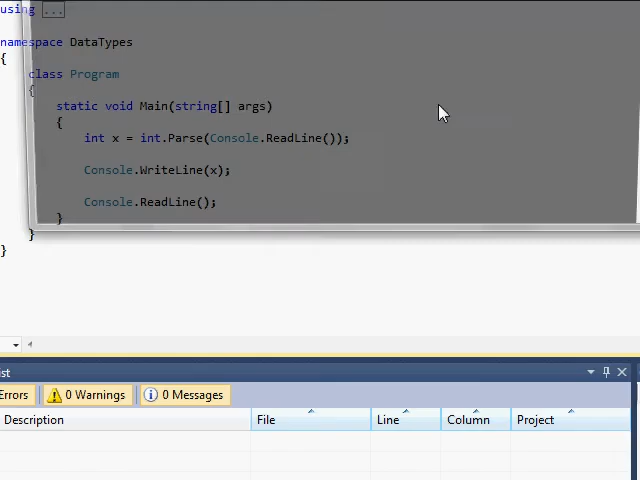 using ...
namespace DataTypes
{
class Program
{
static void Main(string[] args)
{
int x = int.Parse(Console.ReadLine());
Console.WriteLine(x);
Console.ReadLine();
}
}
}
ist
Errors
0 Warnings
0 Messages
Description
File
Line
Column
Project